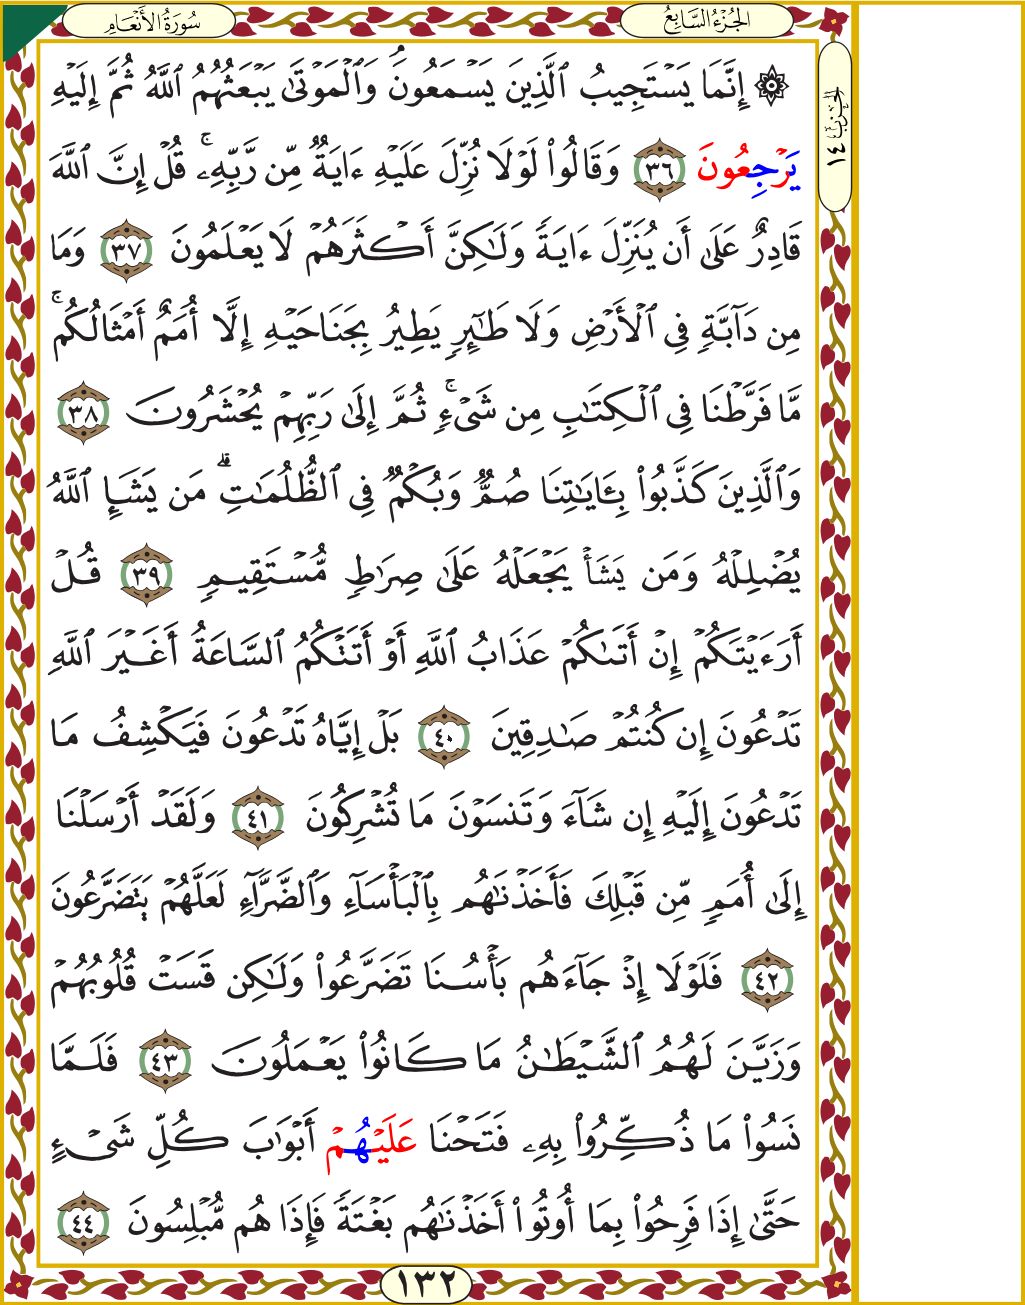 الجُزْءُ السَّابِعُ
سُورَةُ الأَنْعَامِ
الحزب ١٤
۞ إِنَّمَا يَسْتَجِيبُ ٱلَّذِينَ يَسْمَعُونَۘ وَٱلْمَوْتَىٰ يَبْعَثُهُمُ ٱللَّهُ ثُمَّ إِلَيْهِ
يَرْجِعُونَ ٣٦ وَقَالُوا۟ لَوْلَا نُزِّلَ عَلَيْهِ ءَايَةٌ مِّن رَّبِّهِۦۚ قُلْ إِنَّ ٱللَّهَ
قَادِرٌ عَلَىٰٓ أَن يُنَزِّلَ ءَايَةً وَلَٰكِنَّ أَكْثَرَهُمْ لَا يَعْلَمُونَ ٣٧ وَمَا
مِن دَآبَّةٍ فِى ٱلْأَرْضِ وَلَا طَٰٓئِرٍ يَطِيرُ بِجَنَاحَيْهِ إِلَّآ أُمَمٌ أَمْثَالُكُمۚ
مَّا فَرَّطْنَا فِى ٱلْكِتَٰبِ مِن شَىْءٍۚ ثُمَّ إِلَىٰ رَبِّهِمْ يُحْشَرُونَ ٣٨
وَٱلَّذِينَ كَذَّبُوا۟ بِـَٔايَٰتِنَا صُمٌّ وَبُكْمٌ فِى ٱلظُّلُمَٰتِۗ مَن يَشَإِ ٱللَّهُ
يُضْلِلْهُ وَمَن يَشَأْ يَجْعَلْهُ عَلَىٰ صِرَٰطٍ مُّسْتَقِيمٍ ٣٩ قُلْ
أَرَءَيْتَكُمْ إِنْ أَتَىٰكُمْ عَذَابُ ٱللَّهِ أَوْ أَتَتْكُمُ ٱلسَّاعَةُ أَغَيْرَ ٱللَّهِ
تَدْعُونَ إِن كُنتُمْ صَٰدِقِينَ ٤٠ بَلْ إِيَّاهُ تَدْعُونَ فَيَكْشِفُ مَا
تَدْعُونَ إِلَيْهِ إِن شَآءَ وَتَنسَوْنَ مَا تُشْرِكُونَ ٤١ وَلَقَدْ أَرْسَلْنَآ
إِلَىٰٓ أُمَمٍ مِّن قَبْلِكَ فَأَخَذْنَٰهُم بِٱلْبَأْسَآءِ وَٱلضَّرَّآءِ لَعَلَّهُمْ يَتَضَرَّعُونَ
٤٢ فَلَوْلَآ إِذْ جَآءَهُم بَأْسُنَا تَضَرَّعُوا۟ وَلَٰكِن قَسَتْ قُلُوبُهُمْ
وَزَيَّنَ لَهُمُ ٱلشَّيْطَٰنُ مَا كَانُوا۟ يَعْمَلُونَ ٤٣ فَلَمَّا
نَسُوا۟ مَا ذُكِّرُوا۟ بِهِۦ فَتَحْنَا عَلَيْهُمْ أَبْوَٰبَ كُلِّ شَىْءٍ
حَتَّىٰٓ إِذَا فَرِحُوا۟ بِمَآ أُوتُوٓا۟ أَخَذْنَٰهُم بَغْتَةً فَإِذَا هُم مُّبْلِسُونَ ٤٤
١٣٢